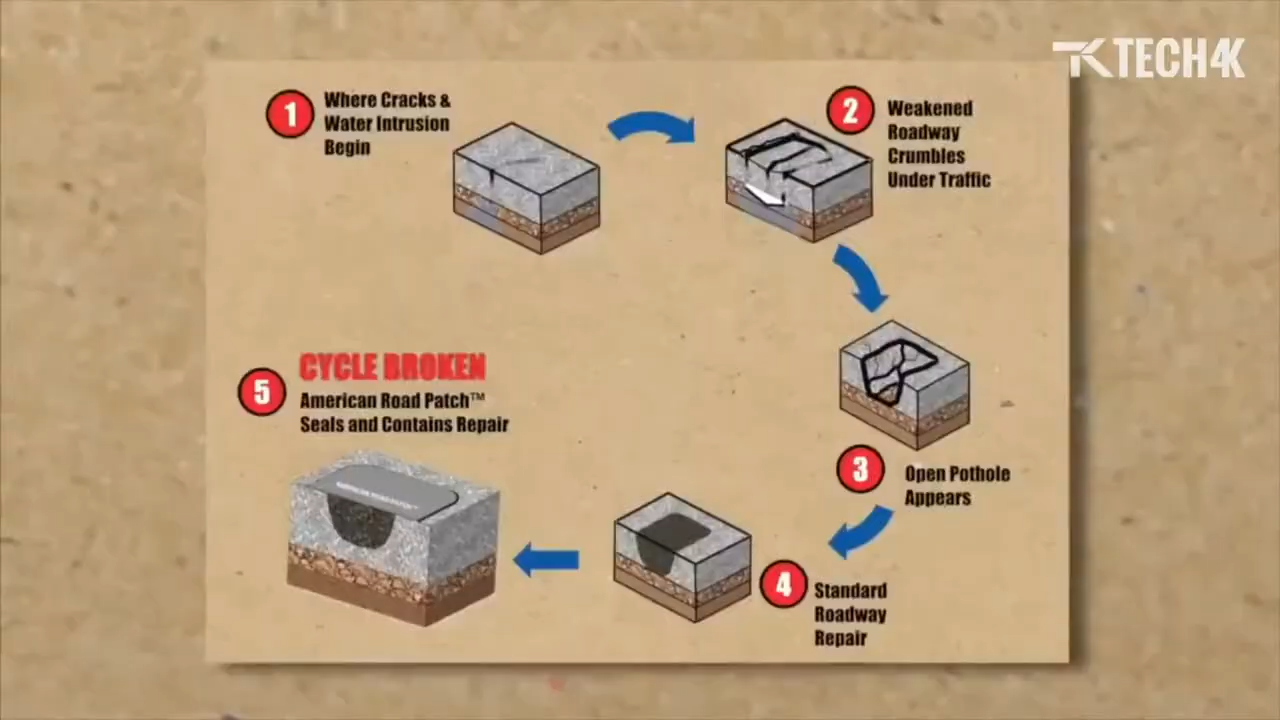 TECH4K
1
Where Cracks &
Water Intrusion
Begin
2
Weakened
Roadway
Crumbles
Under Traffic
3
Open Pothole
Appears
4
Standard
Roadway
Repair
5
CYCLE BROKEN
American Road Patch™
Seals and Contains Repair